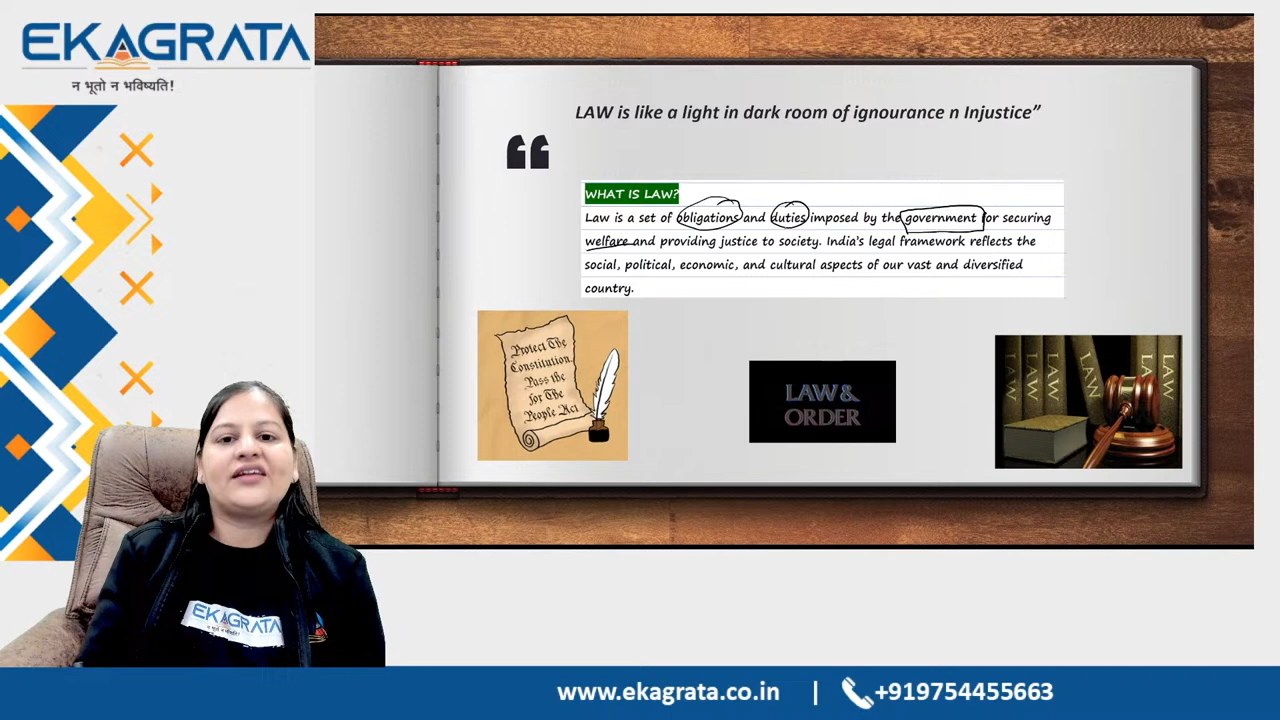 EKAGRATA
न भूतो न भविष्यति!
LAW is like a light in dark room of ignourance n Injustice”
“
WHAT IS LAW?
Law is a set of obligations and duties imposed by the government for securing
welfare and providing justice to society. India's legal framework reflects the
social, political, economic, and cultural aspects of our vast and diversified
country.
Protect The
Constitution,
Pass the
for The
People Act
LAW &
ORDER
LAW
LAW
LAW
LAW
LAW
LAW
EKAGRATA
न भूतो न भविष्यति!
www.ekagrata.co.in | +919754455663